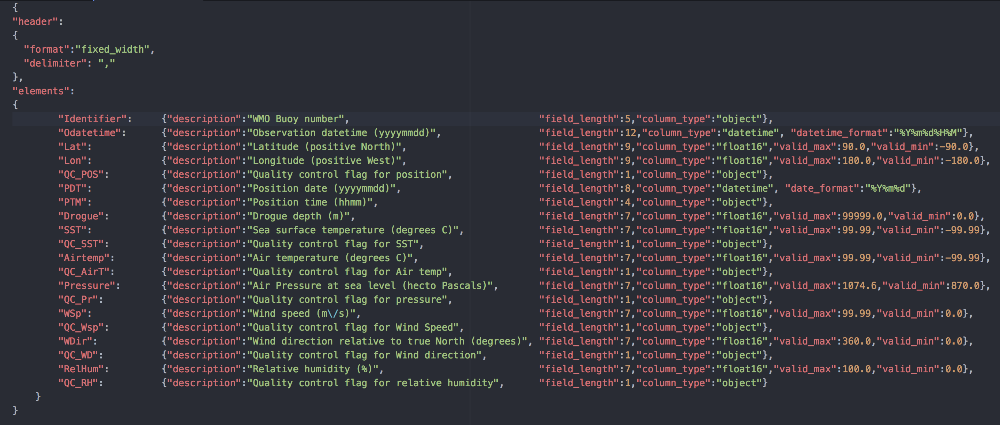 {
"header":
{
  "format":"fixed_width",
  "delimiter": ","
},
"elements":
{
        "Identifier":     {"description":"WMO Buoy number",                                 "field_length":5,"column_type":"object"},
        "Odatetime":      {"description":"Observation datetime (yyyymmdd)",                 "field_length":12,"column_type":"datetime", "datetime_format":"%Y%m%d%H%M"},
        "Lat":            {"description":"Latitude (positive North)",                       "field_length":9,"column_type":"float16","valid_max":90.0,"valid_min":-90.0},
        "Lon":            {"description":"Longitude (positive West)",                       "field_length":9,"column_type":"float16","valid_max":180.0,"valid_min":-180.0},
        "QC_POS":         {"description":"Quality control flag for position",               "field_length":1,"column_type":"object"},
        "PDT":            {"description":"Position date (yyyymmdd)",                        "field_length":8,"column_type":"datetime", "date_format":"%Y%m%d"},
        "PTM":            {"description":"Position time (hhmm)",                            "field_length":4,"column_type":"object"},
        "Drogue":         {"description":"Drogue depth (m)",                                "field_length":7,"column_type":"float16","valid_max":99999.0,"valid_min":0.0},
        "SST":            {"description":"Sea surface temperature (degrees C)",             "field_length":7,"column_type":"float16","valid_max":99.99,"valid_min":-99.99},
        "QC_SST":         {"description":"Quality control flag for SST",                    "field_length":1,"column_type":"object"},
        "Airtemp":        {"description":"Air temperature (degrees C)",                     "field_length":7,"column_type":"float16","valid_max":99.99,"valid_min":-99.99},
        "QC_AirT":        {"description":"Quality control flag for Air temp",               "field_length":1,"column_type":"object"},
        "Pressure":       {"description":"Air Pressure at sea level (hecto Pascals)",       "field_length":7,"column_type":"float16","valid_max":1074.6,"valid_min":870.0},
        "QC_Pr":          {"description":"Quality control flag for pressure",               "field_length":1,"column_type":"object"},
        "WSp":            {"description":"Wind speed (m\/s)",                               "field_length":7,"column_type":"float16","valid_max":99.99,"valid_min":0.0},
        "QC_Wsp":         {"description":"Quality control flag for Wind Speed",             "field_length":1,"column_type":"object"},
        "WDir":           {"description":"Wind direction relative to true North (degrees)", "field_length":7,"column_type":"float16","valid_max":360.0,"valid_min":0.0},
        "QC_WD":          {"description":"Quality control flag for Wind direction",         "field_length":1,"column_type":"object"},
        "RelHum":         {"description":"Relative humidity (%)",                           "field_length":7,"column_type":"float16","valid_max":100.0,"valid_min":0.0},
        "QC_RH":          {"description":"Quality control flag for relative humidity",      "field_length":1,"column_type":"object"}
    }
}